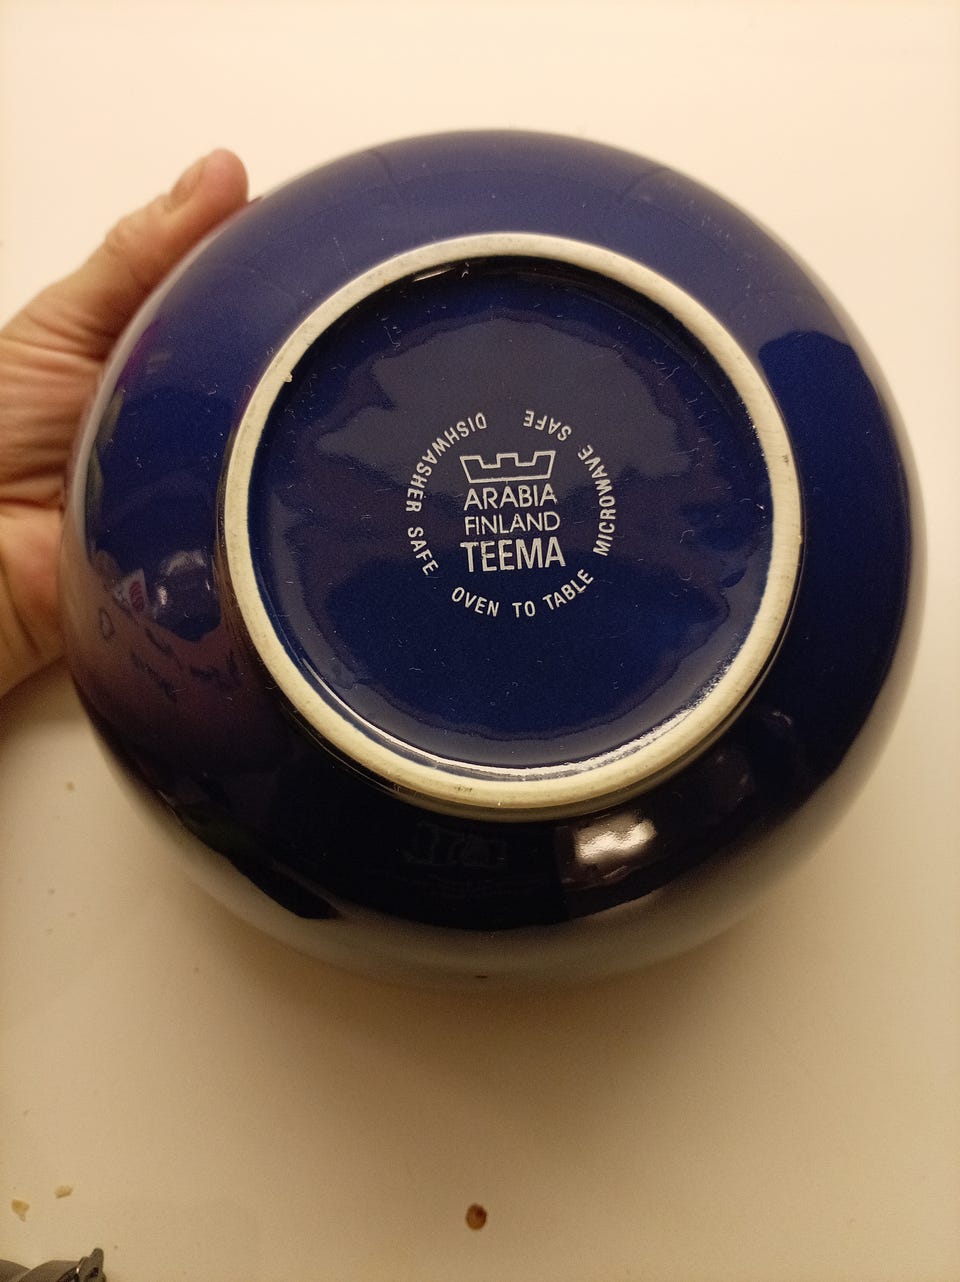 ARABIA
FINLAND
TEEMA
DISHWASHER SAFE
OVEN TO TABLE
MICROWAVE SAFE